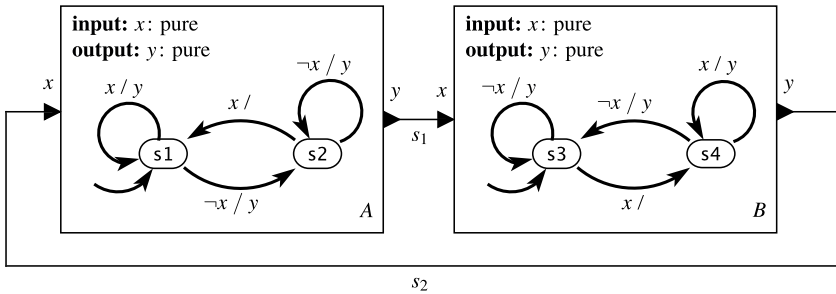 input: x: pure
output: y: pure
x
x / y
x /
¬x / y
s1
s2
¬x / y
A
y
s₁
input: x: pure
output: y: pure
x
¬x / y
¬x / y
x / y
s3
s4
x /
B
y
s₂